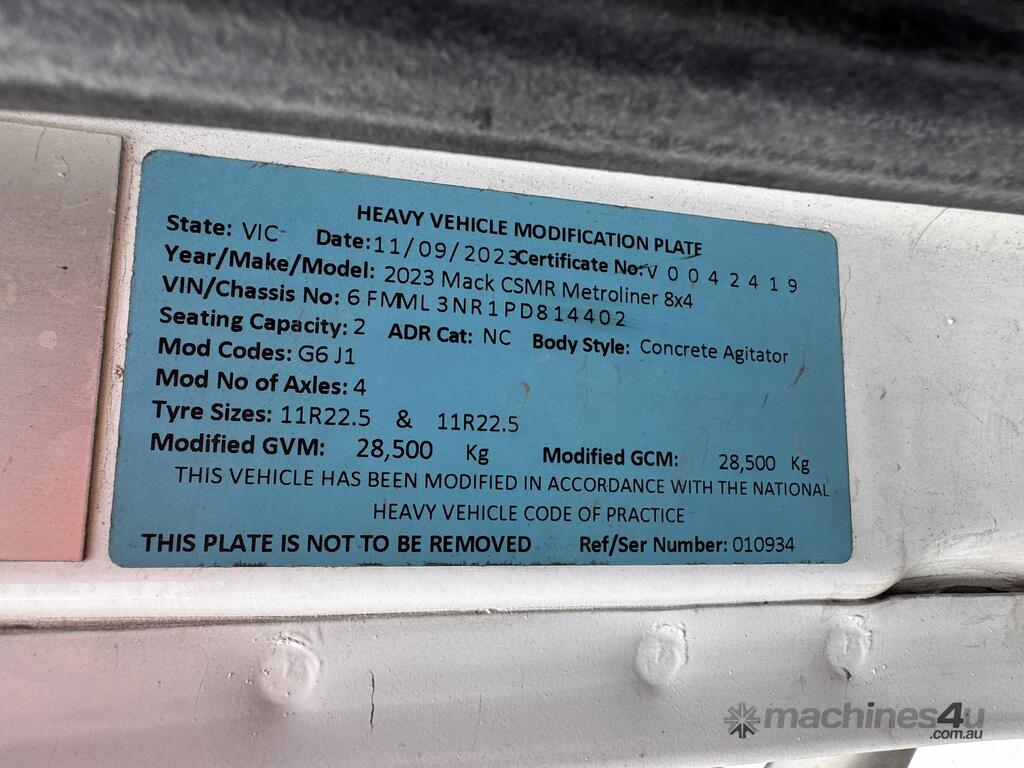 HEAVY VEHICLE MODIFICATION PLATE
State: VIC Date: 11/09/2023 Certificate No: V 0 0 4 2 4 1 9
Year/Make/Model: 2023 Mack CSMR Metroliner 8x4
VIN/Chassis No: 6FMML3NR1PD814402
Seating Capacity: 2 ADR Cat: NC Body Style: Concrete Agitator
Mod Codes: G6 J1
Mod No of Axles: 4
Tyre Sizes: 11R22.5 & 11R22.5
Modified GVM: 28,500 Kg Modified GCM: 28,500 Kg
THIS VEHICLE HAS BEEN MODIFIED IN ACCORDANCE WITH THE NATIONAL
HEAVY VEHICLE CODE OF PRACTICE
THIS PLATE IS NOT TO BE REMOVED Ref/Ser Number: 010934
machines4u
.com.au